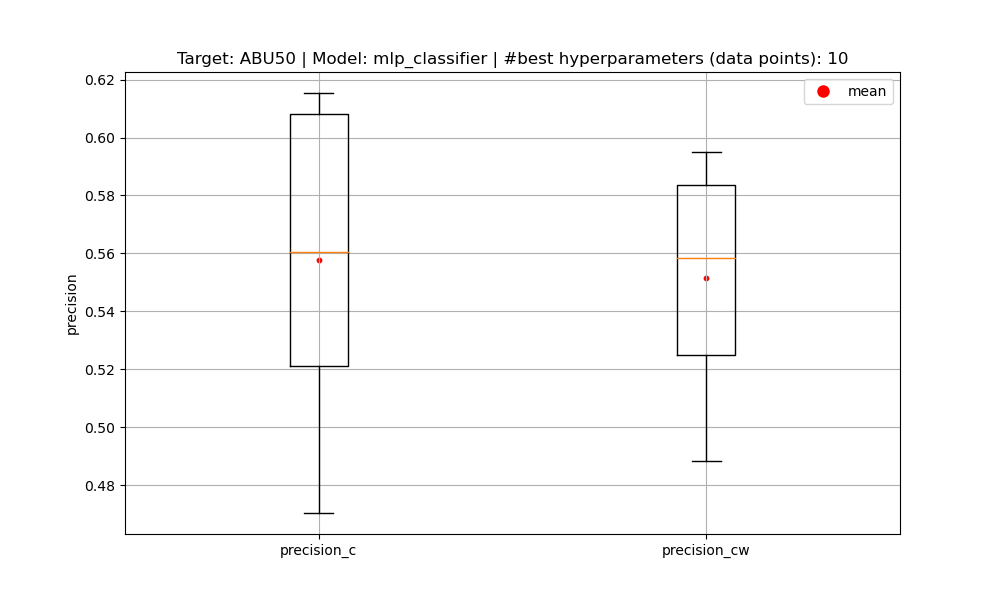 Target: ABU50 | Model: mlp_classifier | #best hyperparameters (data points): 10
mean
0.62
0.60
0.58
0.56
0.54
0.52
0.50
0.48
precision
precision_c
precision_cw